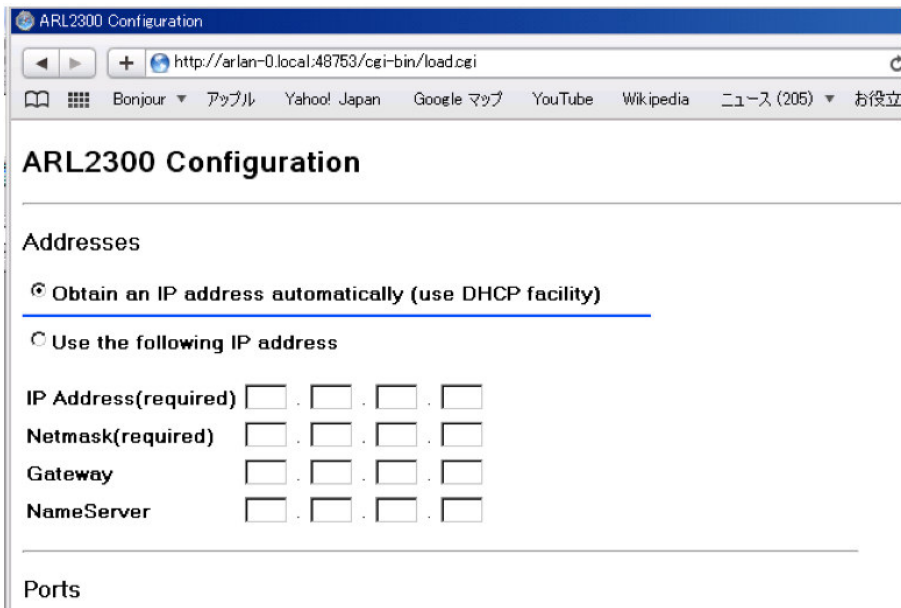 ARL2300 Configuration
http://arlan-0.local:48753/cgi-bin/load.cgi
Bonjour ▼ アップル Yahoo! Japan Google マップ YouTube Wikipedia ニュース (205) ▼ お役立
ARL2300 Configuration
Addresses
Obtain an IP address automatically (use DHCP facility)
Use the following IP address
IP Address(required) . . .
Netmask(required) . . .
Gateway . . .
NameServer . . .
Ports